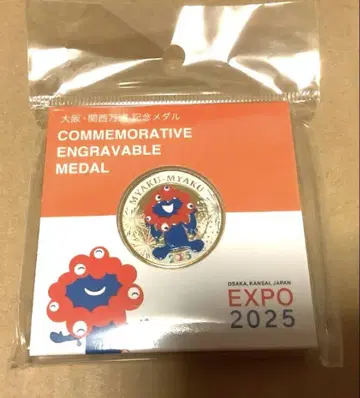 大阪・関西万博 記念メダル
COMMEMORATIVE
ENGRAVABLE
MEDAL
MYAKU-MYAKU
2025
OSAKA, KANSAI, JAPAN
EXPO
2025